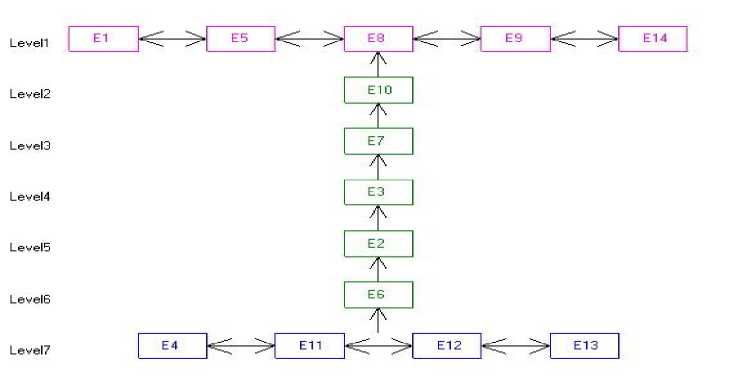 Level1 E1 E5 E8 E9 E14
Level2 E10
Level3 E7
Level4 E3
Level5 E2
Level6 E6
Level7 E4 E11 E12 E13